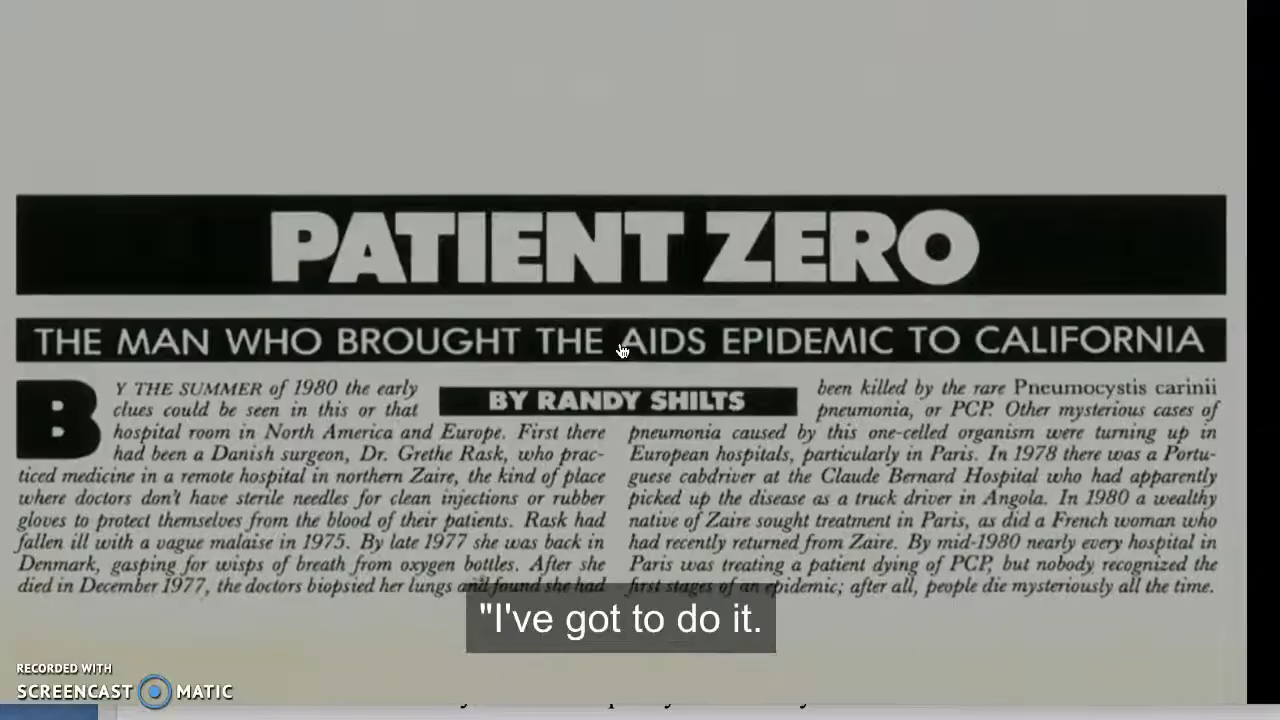 PATIENT ZERO
THE MAN WHO BROUGHT THE AIDS EPIDEMIC TO CALIFORNIA
BY RANDY SHILTS
BY THE SUMMER of 1980 the early
clues could be seen in this or that
hospital room in North America and Europe. First there
had been a Danish surgeon, Dr. Grethe Rask, who prac-
ticed medicine in a remote hospital in northern Zaire, the kind of place
where doctors don't have sterile needles for clean injections or rubber
gloves to protect themselves from the blood of their patients. Rask had
fallen ill with a vague malaise in 1975. By late 1977 she was back in
Denmark, gasping for wisps of breath from oxygen bottles. After she
died in December 1977, the doctors biopsied her lungs and found she had
been killed by the rare Pneumocystis carinii
pneumonia, or PCP. Other mysterious cases of
pneumonia caused by this one-celled organism were turning up in
European hospitals, particularly in Paris. In 1978 there was a Portu-
guese cabdriver at the Claude Bernard Hospital who had apparently
picked up the disease as a truck driver in Angola. In 1980 a wealthy
native of Zaire sought treatment in Paris, as did a French woman who
had recently returned from Zaire. By mid-1980 nearly every hospital in
Paris was treating a patient dying of PCP, but nobody recognized the
first stages of an epidemic; after all, people die mysteriously all the time.
"I've got to do it.
RECORDED WITH
SCREENCAST MATIC